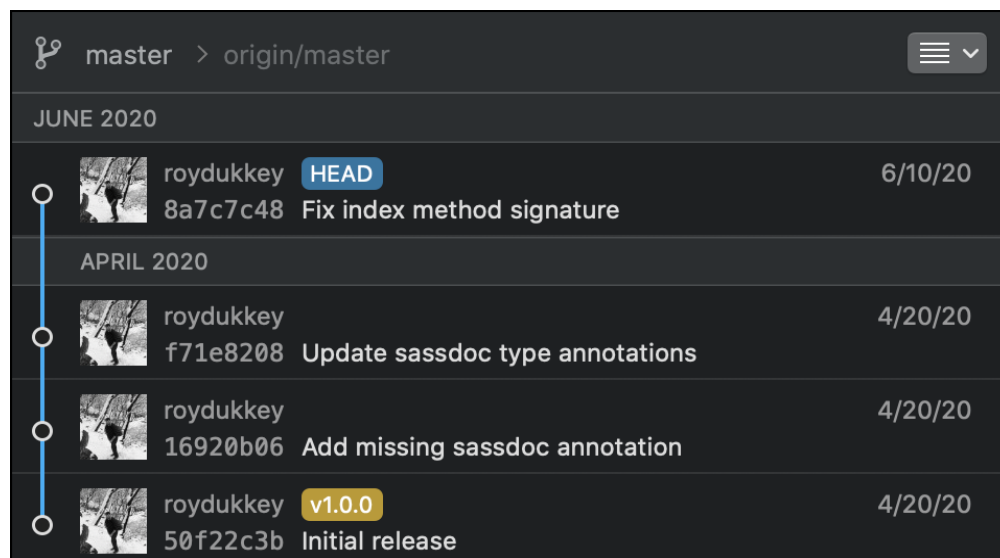 master > origin/master
JUNE 2020
roydukkey HEAD 6/10/20
8a7c7c48 Fix index method signature
APRIL 2020
roydukkey 4/20/20
f71e8208 Update sassdoc type annotations
roydukkey 4/20/20
16920b06 Add missing sassdoc annotation
roydukkey v1.0.0 4/20/20
50f22c3b Initial release